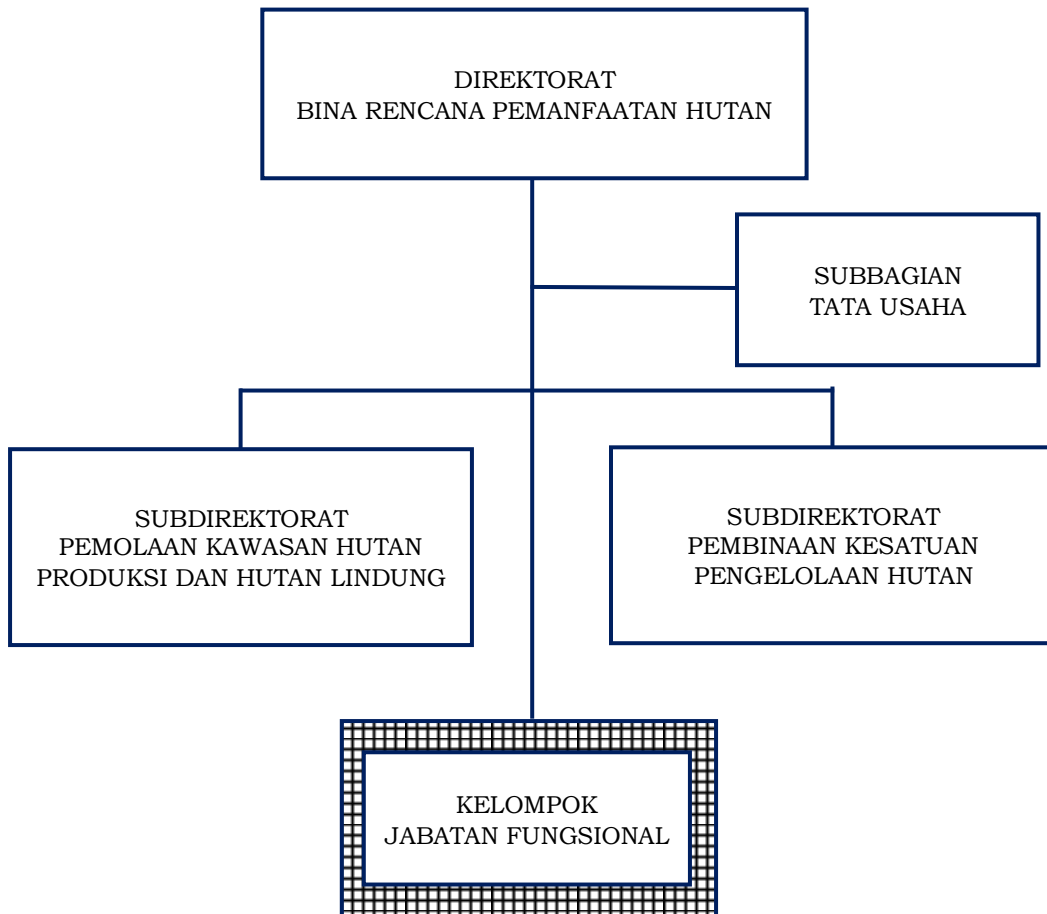 DIREKTORAT
BINA RENCANA PEMANFAATAN HUTAN
SUBBAGIAN
TATA USAHA
SUBDIREKTORAT
PEMOLAAN KAWASAN HUTAN
PRODUKSI DAN HUTAN LINDUNG
SUBDIREKTORAT
PEMBINAAN KESATUAN
PENGELOLAAN HUTAN
KELOMPOK
JABATAN FUNGSIONAL